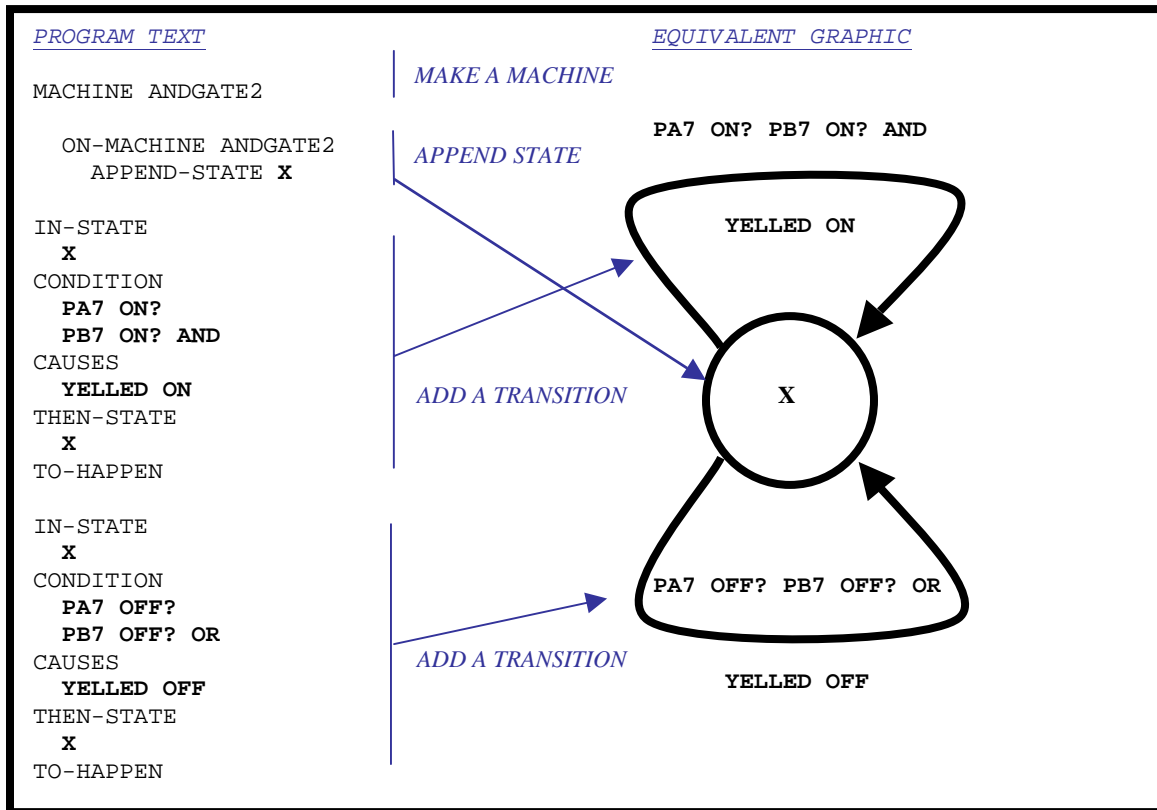 PROGRAM TEXT
MACHINE ANDGATE2
ON-MACHINE ANDGATE2
APPEND-STATE X
IN-STATE
X
CONDITION
PA7 ON?
PB7 ON? AND
CAUSES
YELLED ON
THEN-STATE
X
TO-HAPPEN
IN-STATE
X
CONDITION
PA7 OFF?
PB7 OFF? OR
CAUSES
YELLED OFF
THEN-STATE
X
TO-HAPPEN
MAKE A MACHINE
APPEND STATE
ADD A TRANSITION
ADD A TRANSITION
EQUIVALENT GRAPHIC
PA7 ON? PB7 ON? AND
YELLED ON
X
PA7 OFF? PB7 OFF? OR
YELLED OFF